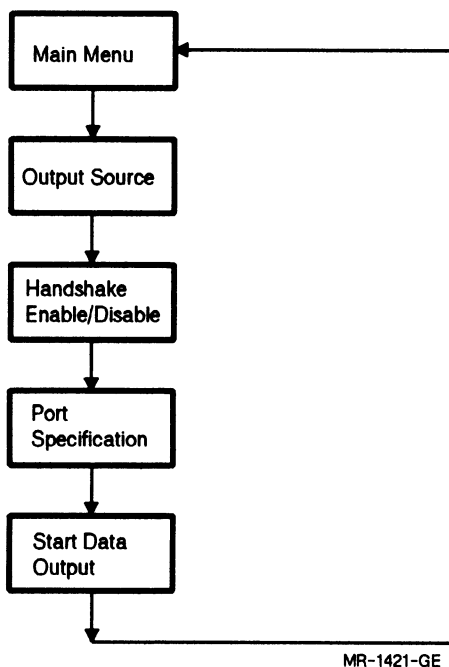 Main Menu
Output Source
Handshake
Enable/Disable
Port
Specification
Start Data
Output
MR-1421-GE